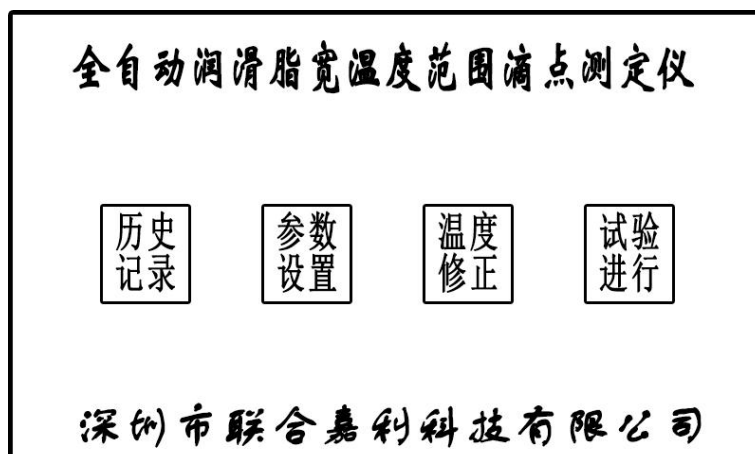 全自动润滑脂宽温度范围滴点测定仪
历史
记录
参数
设置
温度
修正
试验
进行
深圳市联合嘉利科技有限公司